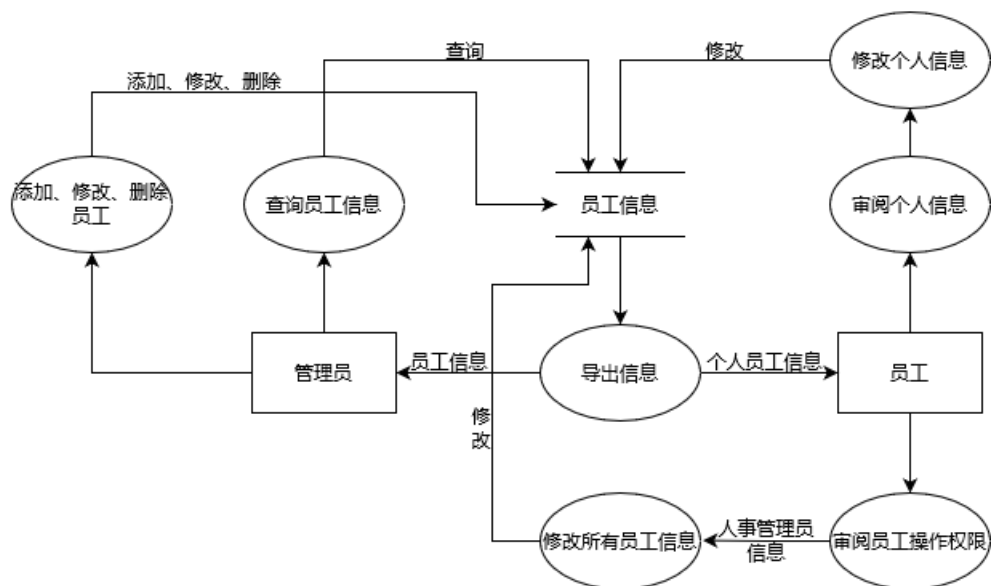 查询
修改
修改个人信息
添加、修改、删除
添加、修改、删除
员工
查询员工信息
员工信息
审阅个人信息
管理员
员工信息
导出信息
个人员工信息
员工
修
改
修改所有员工信息
人事管理员
信息
审阅员工操作权限